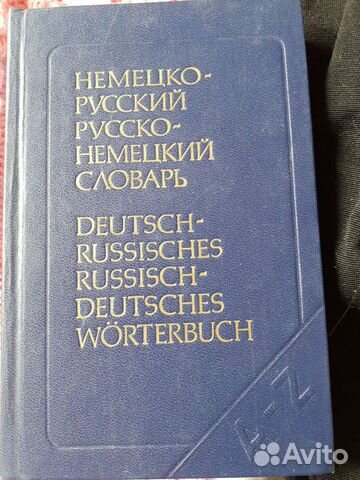 НЕМЕЦКО-
РУССКИЙ
РУССКО-
НЕМЕЦКИЙ
СЛОВАРЬ
DEUTSCH-
RUSSISCHES
RUSSISCH-
DEUTSCHES
WÖRTERBUCH
A-Z
Avito